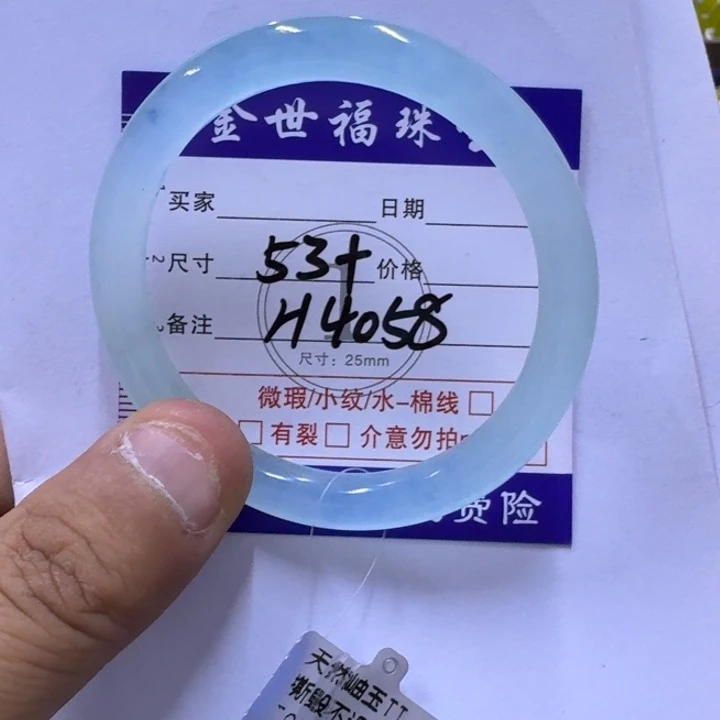 金世福珠
买家 日期
尺寸 53+ 价格
备注 H4058
尺寸：25mm
微瑕/小纹/水-棉线 □
□ 有裂 □ 介意勿拍
费险
天然岫玉
撕毁不